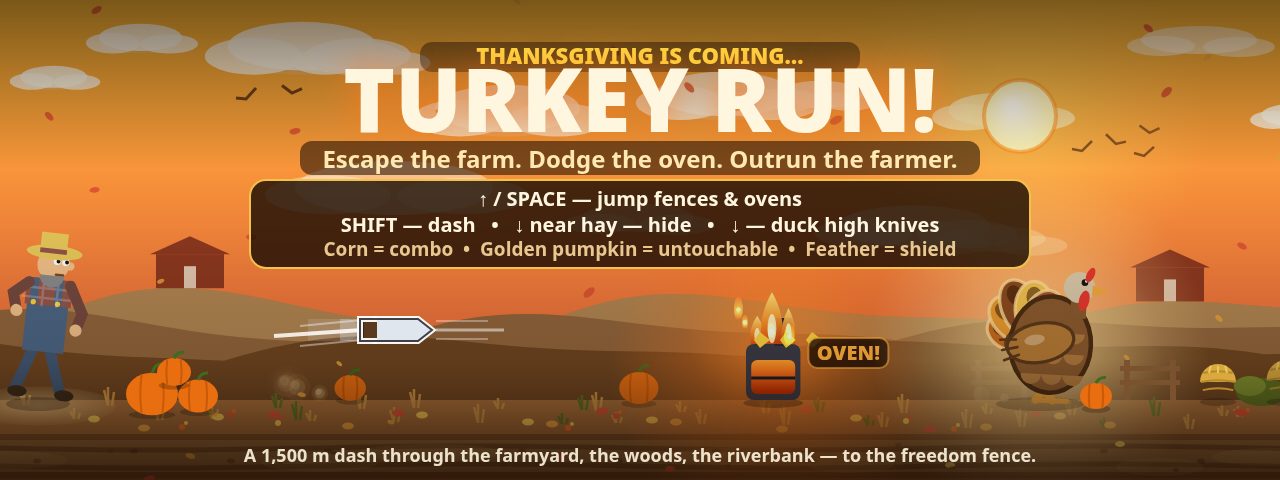 THANKSGIVING IS COMING...
TURKEY RUN!
Escape the farm. Dodge the oven. Outrun the farmer.
↑ / SPACE — jump fences & ovens
SHIFT — dash • ↓ near hay — hide • ↓ — duck high knives
Corn = combo • Golden pumpkin = untouchable • Feather = shield
OVEN!
A 1,500 m dash through the farmyard, the woods, the riverbank — to the freedom fence.